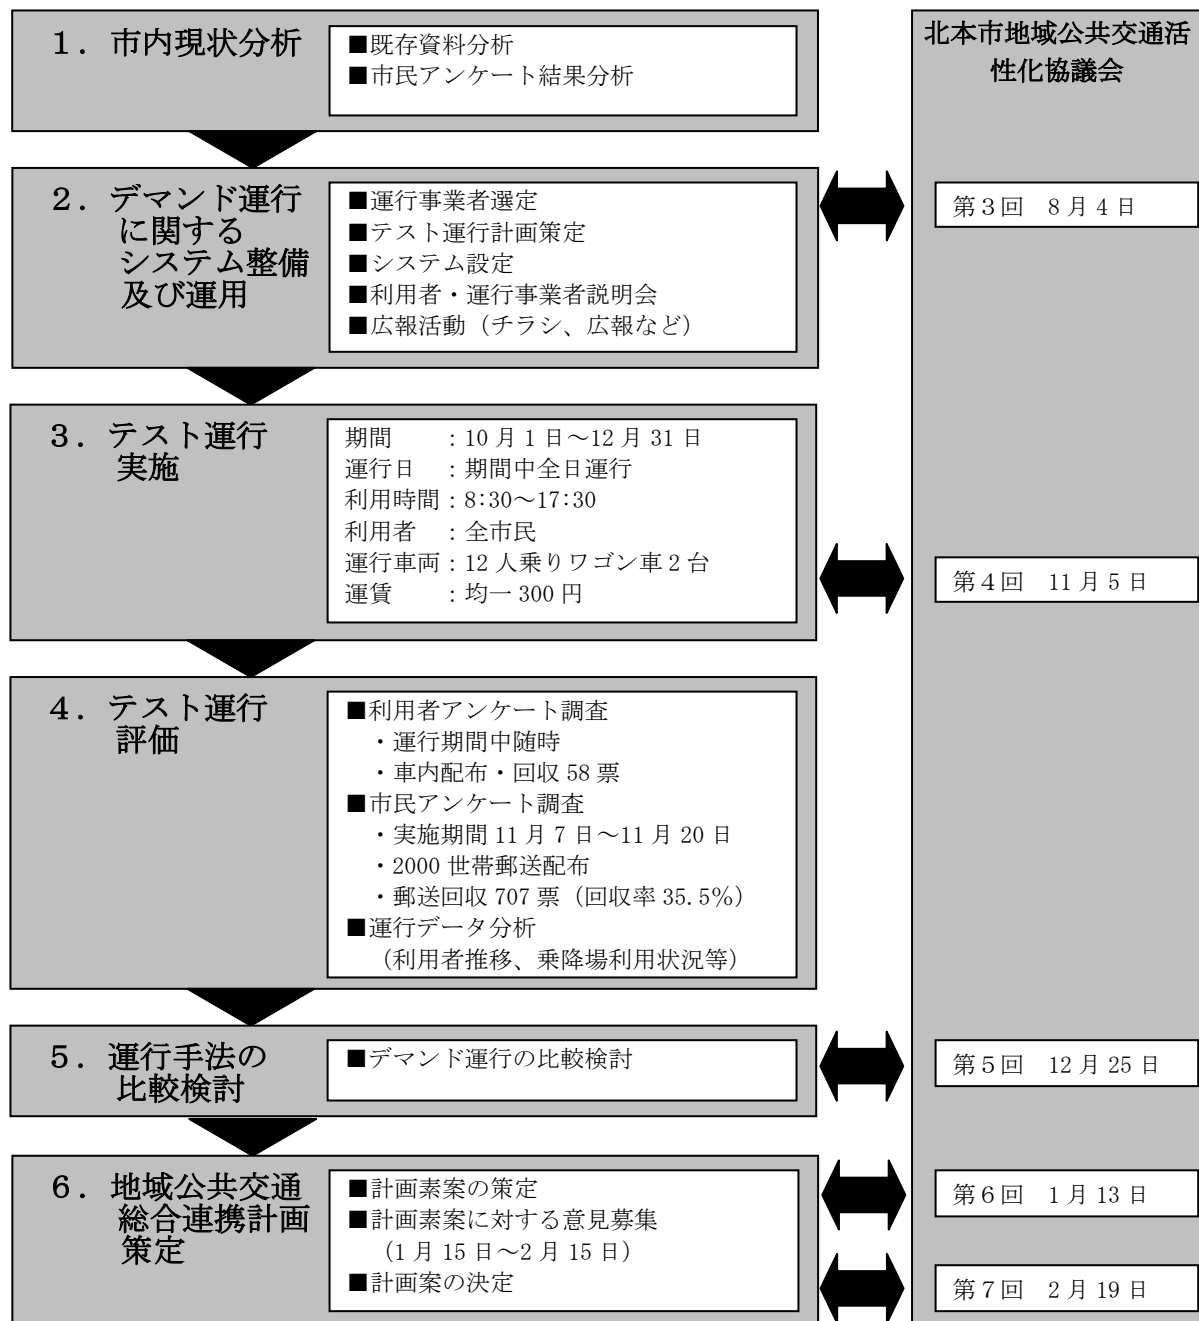 １．市内現状分析
■既存資料分析
■市民アンケート結果分析
２．デマンド運行
に関する
システム整備
及び運用
■運行事業者選定
■テスト運行計画策定
■システム設定
■利用者・運行事業者説明会
■広報活動（チラシ、広報など）
３．テスト運行
実施
期間　　：10月1日～12月31日
運行日　：期間中全日運行
利用時間：8:30～17:30
利用者　：全市民
運行車両：12人乗りワゴン車2台
運賃　　：均一300円
４．テスト運行
評価
■利用者アンケート調査
・運行期間中随時
・車内配布・回収58票
■市民アンケート調査
・実施期間11月7日～11月20日
・2000世帯郵送配布
・郵送回収707票（回収率35.5％）
■運行データ分析
（利用者推移、乗降場利用状況等）
５．運行手法の
比較検討
■デマンド運行の比較検討
６．地域公共交通
総合連携計画
策定
■計画素案の策定
■計画素案に対する意見募集
（1月15日～2月15日）
■計画案の決定
北本市地域公共交通活
性化協議会
第３回　8月4日
第４回　11月5日
第５回　12月25日
第６回　1月13日
第７回　2月19日